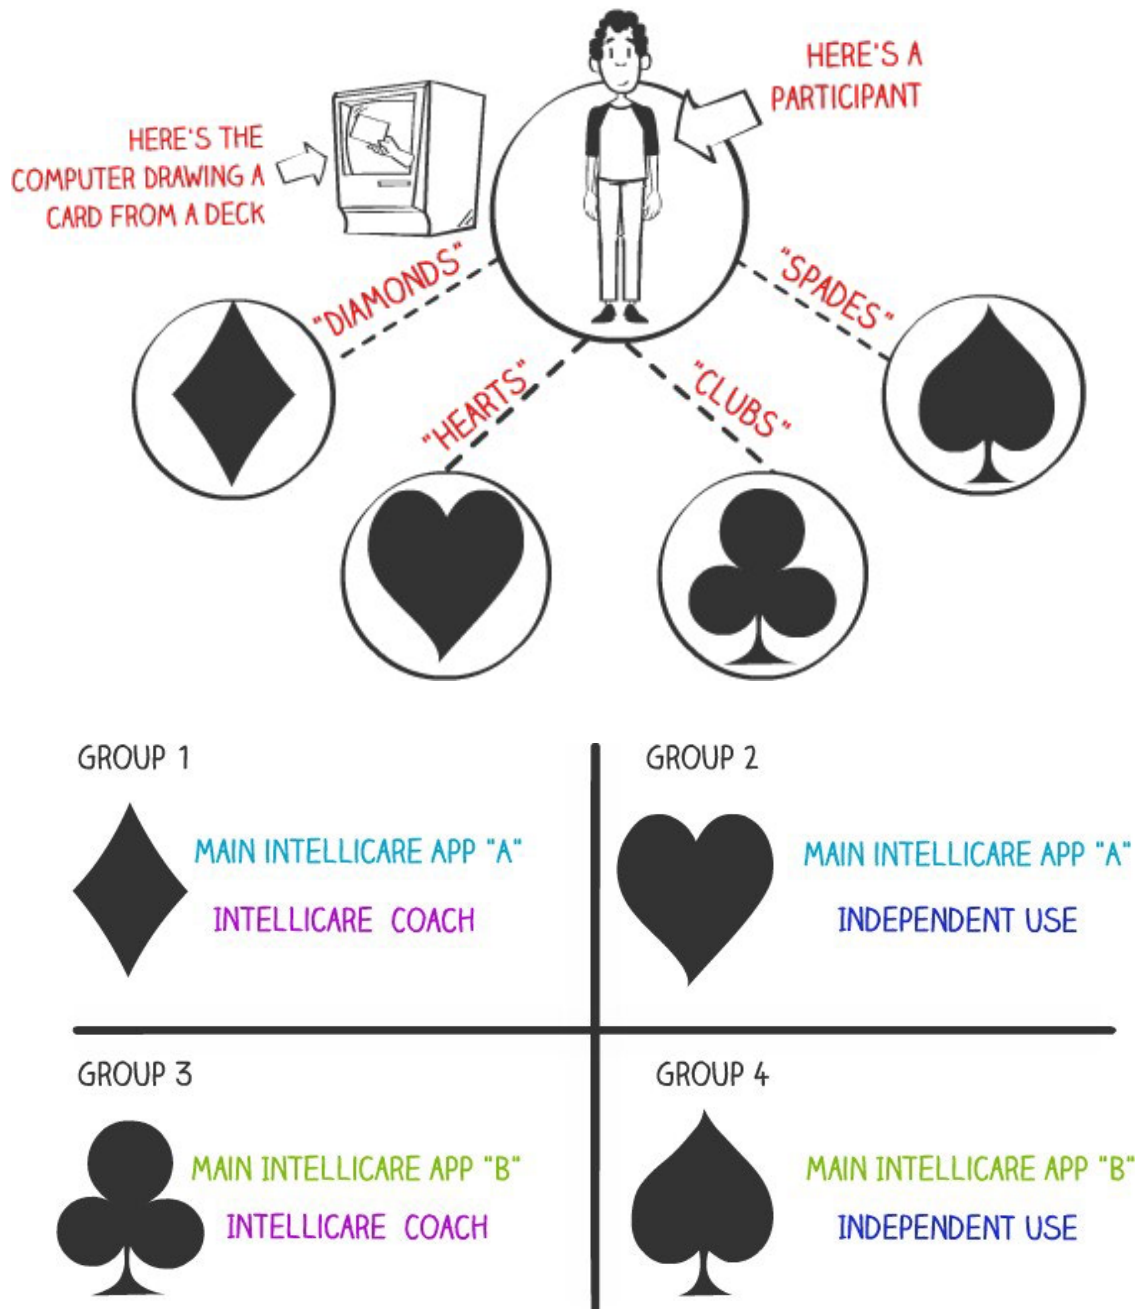 HERE'S A
PARTICIPANT
HERE'S THE
COMPUTER DRAWING A
CARD FROM A DECK
"DIAMONDS"
"HEARTS"
"CLUBS"
"SPADES"
GROUP 1
MAIN INTELLICARE APP "A"
INTELLICARE COACH
GROUP 2
MAIN INTELLICARE APP "A"
INDEPENDENT USE
GROUP 3
MAIN INTELLICARE APP "B"
INTELLICARE COACH
GROUP 4
MAIN INTELLICARE APP "B"
INDEPENDENT USE